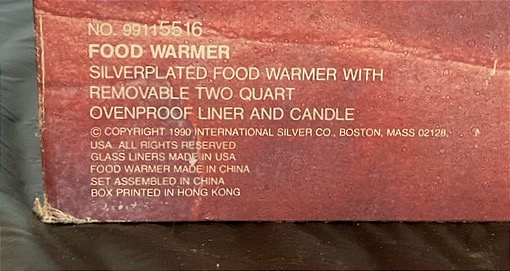 NO. 99115516
FOOD WARMER
SILVERPLATED FOOD WARMER WITH
REMOVABLE TWO QUART
OVENPROOF LINER AND CANDLE
© COPYRIGHT 1990 INTERNATIONAL SILVER CO., BOSTON, MASS 02128,
USA. ALL RIGHTS RESERVED
GLASS LINERS MADE IN USA
FOOD WARMER MADE IN CHINA
SET ASSEMBLED IN CHINA
BOX PRINTED IN HONG KONG